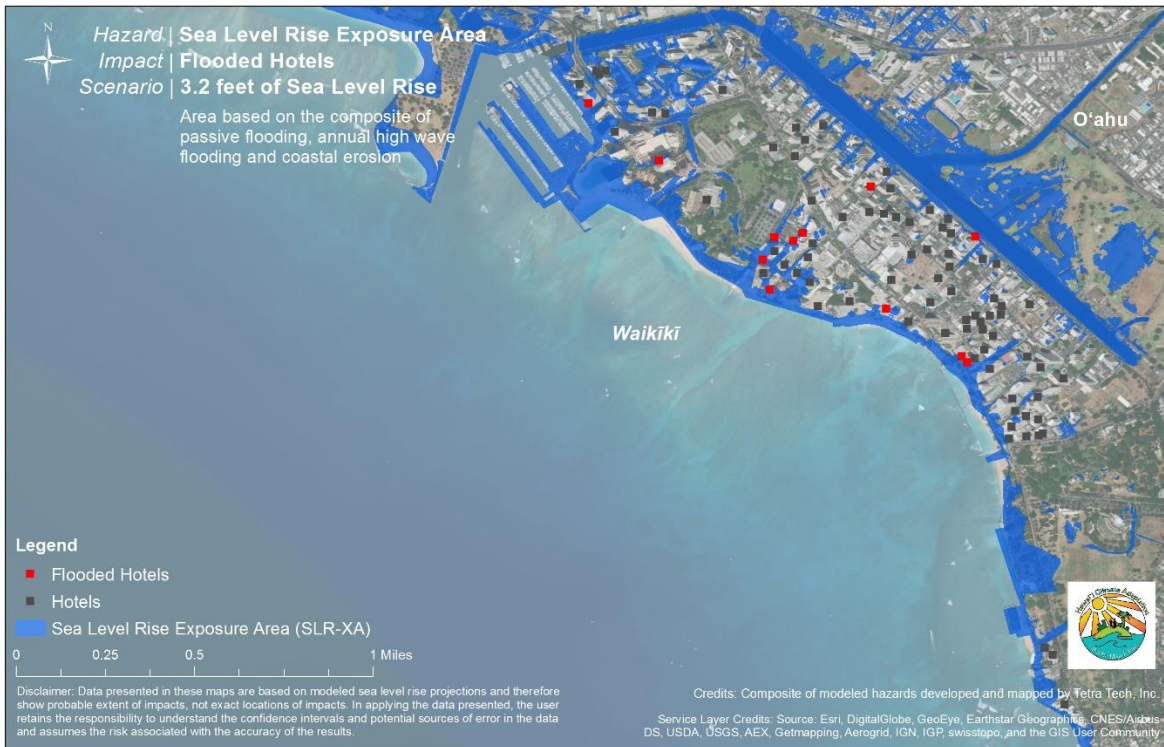 N
Hazard | Sea Level Rise Exposure Area
Impact | Flooded Hotels
Scenario | 3.2 feet of Sea Level Rise
Area based on the composite of
passive flooding, annual high wave
flooding and coastal erosion
Oʻahu
Waikīkī
Legend
Flooded Hotels
Hotels
Sea Level Rise Exposure Area (SLR-XA)
0 0.25 0.5 1 Miles
Disclaimer: Data presented in these maps are based on modeled sea level rise projections and therefore
show probable extent of impacts, not exact locations of impacts. In applying the data presented, the user
retains the responsibility to understand the confidence intervals and potential sources of error in the data
and assumes the risk associated with the accuracy of the results.
Hawaiʻi Climate Adaptation
Credits: Composite of modeled hazards developed and mapped by Tetra Tech, Inc.
Service Layer Credits: Source: Esri, DigitalGlobe, GeoEye, Earthstar Geographics, CNES/Airbus
DS, USDA, USGS, AEX, Getmapping, Aerogrid, IGN, IGP, swisstopo, and the GIS User Community